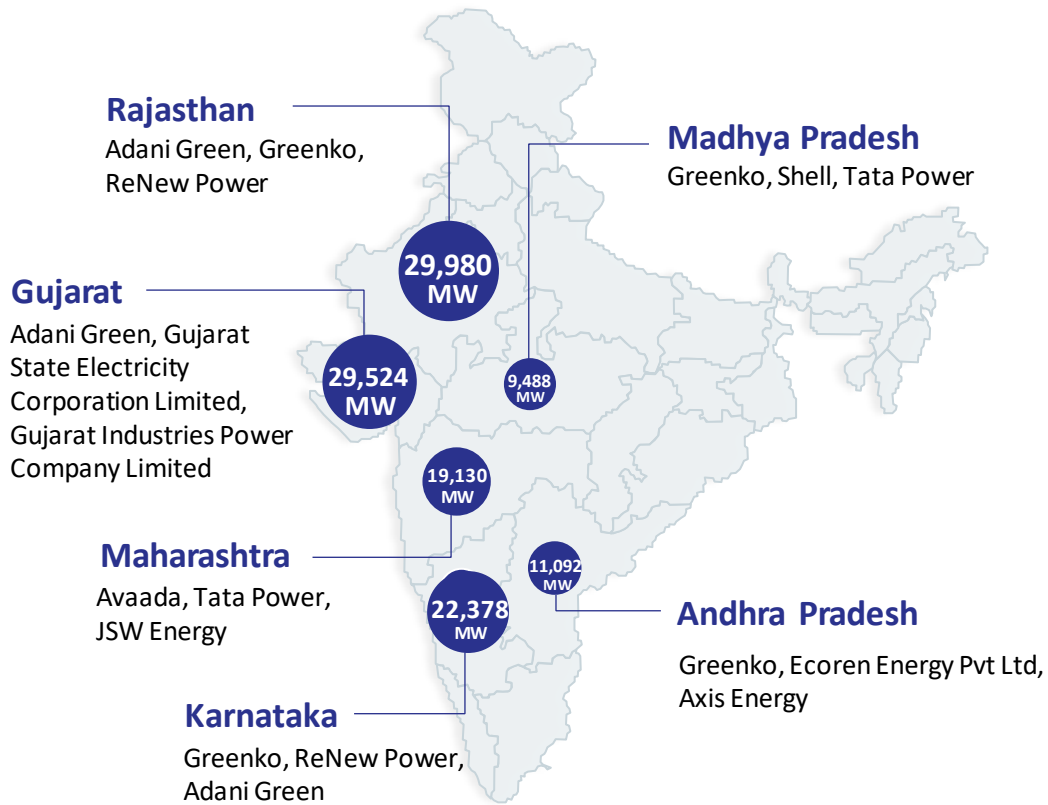 Rajasthan
Adani Green, Greenko,
ReNew Power
Madhya Pradesh
Greenko, Shell, Tata Power
29,980
MW
Gujarat
Adani Green, Gujarat
State Electricity
Corporation Limited,
Gujarat Industries Power
Company Limited
29,524
MW
9,488
MW
19,130
MW
Maharashtra
Avaada, Tata Power,
JSW Energy
11,092
MW
22,378
MW
Andhra Pradesh
Greenko, Ecoren Energy Pvt Ltd,
Axis Energy
Karnataka
Greenko, ReNew Power,
Adani Green